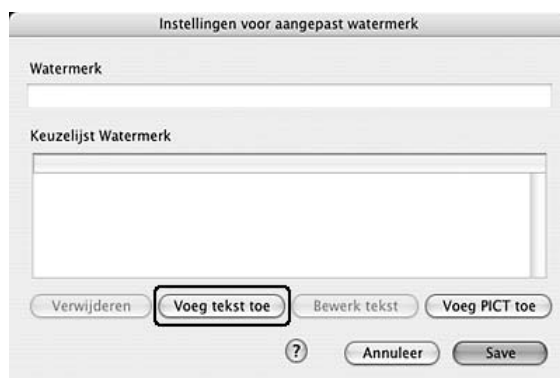 Instellingen voor aangepast watermerk
Watermerk
Keuzelijst Watermerk
Verwijderen Voeg tekst toe Bewerk tekst Voeg PICT toe
? Annuleer Save